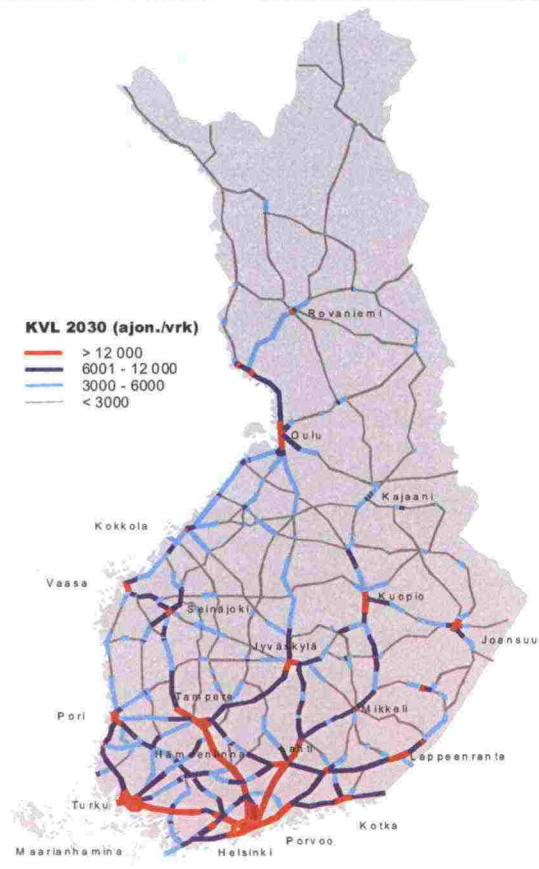 Rovaniemi
KVL 2030 (ajon./vrk)
> 12 000
6001 - 12 000
3000 - 6000
< 3000
Oulu
Kajaani
Kokkola
Vaasa
Kuopio
Seinäjoki
Joensuu
Jyväskylä
Tampere
Mikkeli
Pori
Hämeenlinna
Lahti
Lappeenranta
Turku
Kotka
Porvoo
Maarianhamina
Helsinki